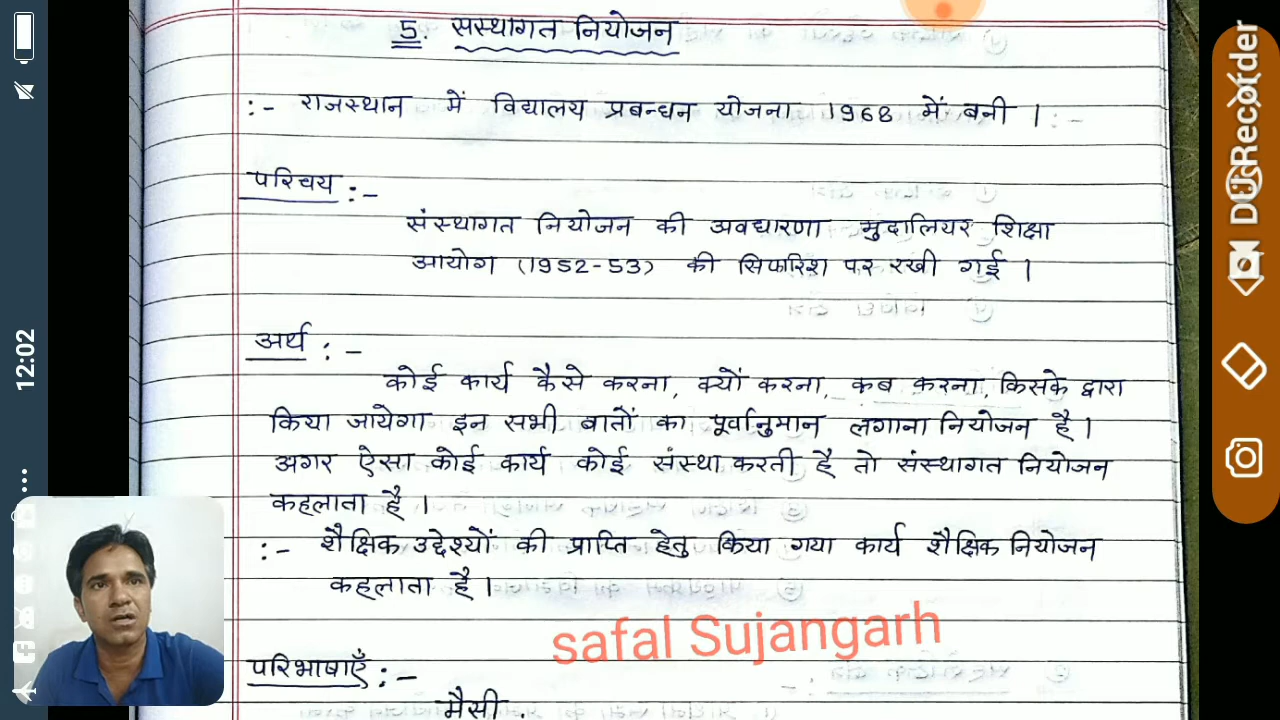 5. संस्थागत नियोजन
:- राजस्थान में विद्यालय प्रबन्धन योजना 1968 में बनी ।
परिचय :-
संस्थागत नियोजन की अवधारणा मुदालियर शिक्षा
आयोग (1952-53) की सिफारिश पर रखी गई ।
अर्थ :-
कोई कार्य कैसे करना, क्यों करना, कब करना, किसके द्वारा
किया जायेगा इन सभी बातों का पूर्वानुमान लगाना नियोजन है ।
अगर ऐसा कोई कार्य कोई संस्था करती है तो संस्थागत नियोजन
कहलाता है ।
:- शैक्षिक उद्देश्यों की प्राप्ति हेतु किया गया कार्य शैक्षिक नियोजन
कहलाता है ।
safal Sujangarh
परिभाषाएँ :-
मैसी.
12:02
DU Recorder